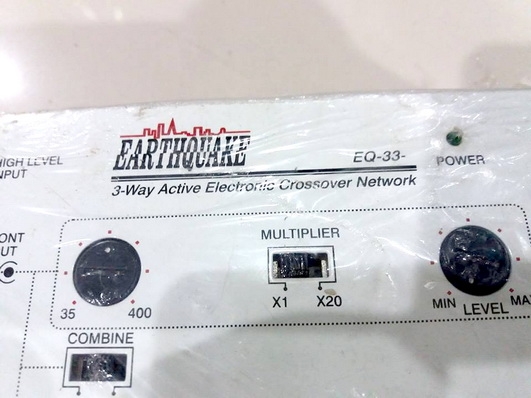 EARTHQUAKE
EQ-33-
POWER
HIGH LEVEL
INPUT
3-Way Active Electronic Crossover Network
MULTIPLIER
35
400
X1
X20
MIN
LEVEL
COMBINE